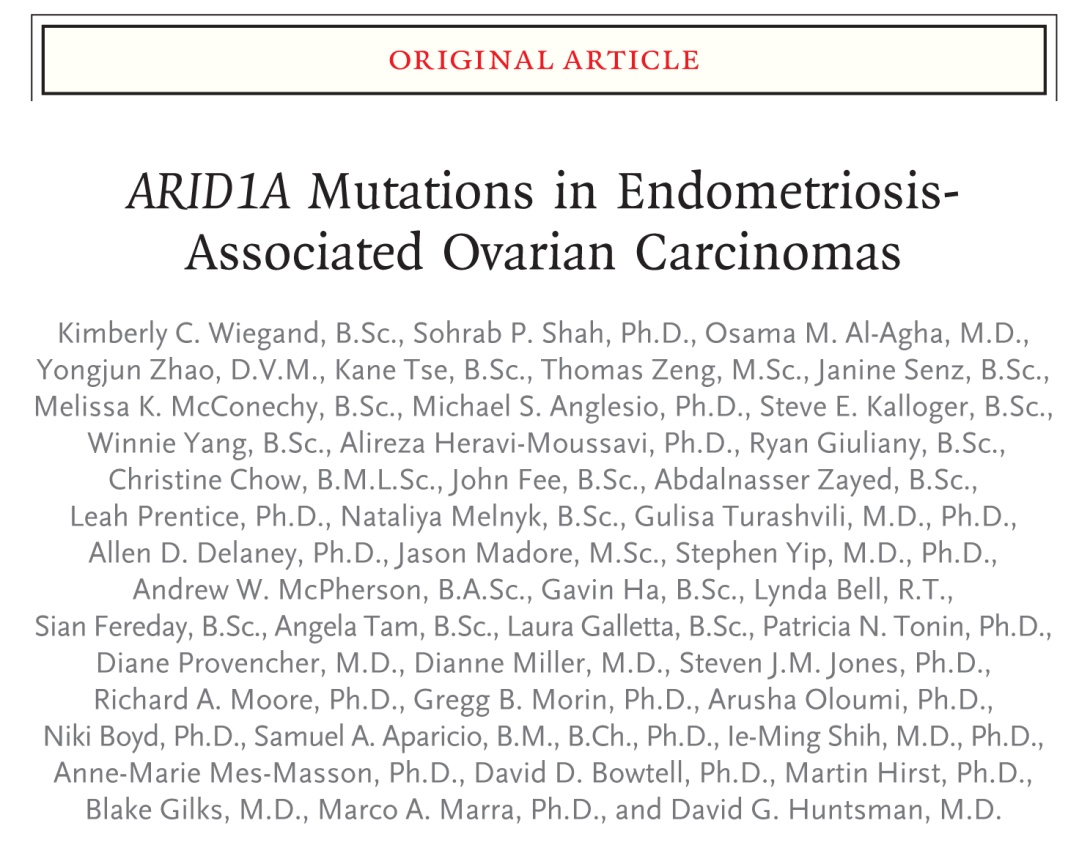 ORIGINAL ARTICLE
ARID1A Mutations in Endometriosis-
Associated Ovarian Carcinomas
Kimberly C. Wiegand, B.Sc., Sohrab P. Shah, Ph.D., Osama M. Al-Agha, M.D.,
Yongjun Zhao, D.V.M., Kane Tse, B.Sc., Thomas Zeng, M.Sc., Janine Senz, B.Sc.,
Melissa K. McConechy, B.Sc., Michael S. Anglesio, Ph.D., Steve E. Kalloger, B.Sc.,
Winnie Yang, B.Sc., Alireza Heravi-Moussavi, Ph.D., Ryan Giuliany, B.Sc.,
Christine Chow, B.M.L.Sc., John Fee, B.Sc., Abdalnasser Zayed, B.Sc.,
Leah Prentice, Ph.D., Nataliya Melnyk, B.Sc., Gulisa Turashvili, M.D., Ph.D.,
Allen D. Delaney, Ph.D., Jason Madore, M.Sc., Stephen Yip, M.D., Ph.D.,
Andrew W. McPherson, B.A.Sc., Gavin Ha, B.Sc., Lynda Bell, R.T.,
Sian Fereday, B.Sc., Angela Tam, B.Sc., Laura Galletta, B.Sc., Patricia N. Tonin, Ph.D.,
Diane Provencher, M.D., Dianne Miller, M.D., Steven J.M. Jones, Ph.D.,
Richard A. Moore, Ph.D., Gregg B. Morin, Ph.D., Arusha Oloumi, Ph.D.,
Niki Boyd, Ph.D., Samuel A. Aparicio, B.M., B.Ch., Ph.D., Ie-Ming Shih, M.D., Ph.D.,
Anne-Marie Mes-Masson, Ph.D., David D. Bowtell, Ph.D., Martin Hirst, Ph.D.,
Blake Gilks, M.D., Marco A. Marra, Ph.D., and David G. Huntsman, M.D.